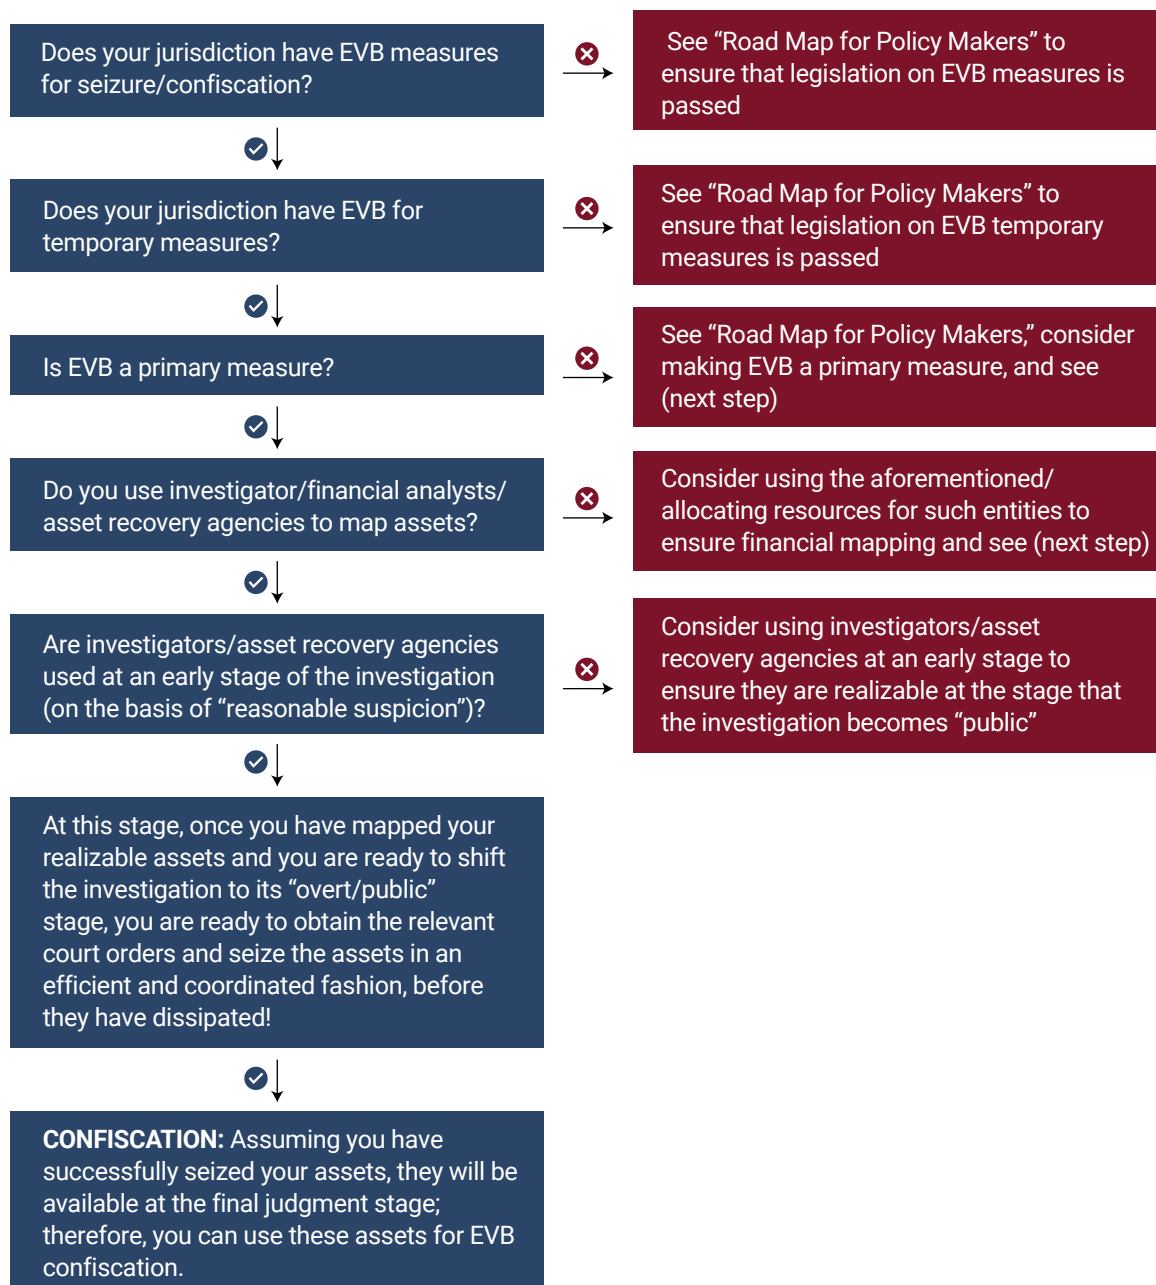 Does your jurisdiction have EVB measures
for seizure/confiscation?
See “Road Map for Policy Makers” to
ensure that legislation on EVB measures is
passed
Does your jurisdiction have EVB for
temporary measures?
See “Road Map for Policy Makers” to
ensure that legislation on EVB temporary
measures is passed
Is EVB a primary measure?
See “Road Map for Policy Makers,” consider
making EVB a primary measure, and see
(next step)
Do you use investigator/financial analysts/
asset recovery agencies to map assets?
Consider using the aforementioned/
allocating resources for such entities to
ensure financial mapping and see (next step)
Are investigators/asset recovery agencies
used at an early stage of the investigation
(on the basis of “reasonable suspicion”)?
Consider using investigators/asset
recovery agencies at an early stage to
ensure they are realizable at the stage that
the investigation becomes “public”
At this stage, once you have mapped your
realizable assets and you are ready to shift
the investigation to its “overt/public”
stage, you are ready to obtain the relevant
court orders and seize the assets in an
efficient and coordinated fashion, before
they have dissipated!
CONFISCATION: Assuming you have
successfully seized your assets, they will be
available at the final judgment stage;
therefore, you can use these assets for EVB
confiscation.